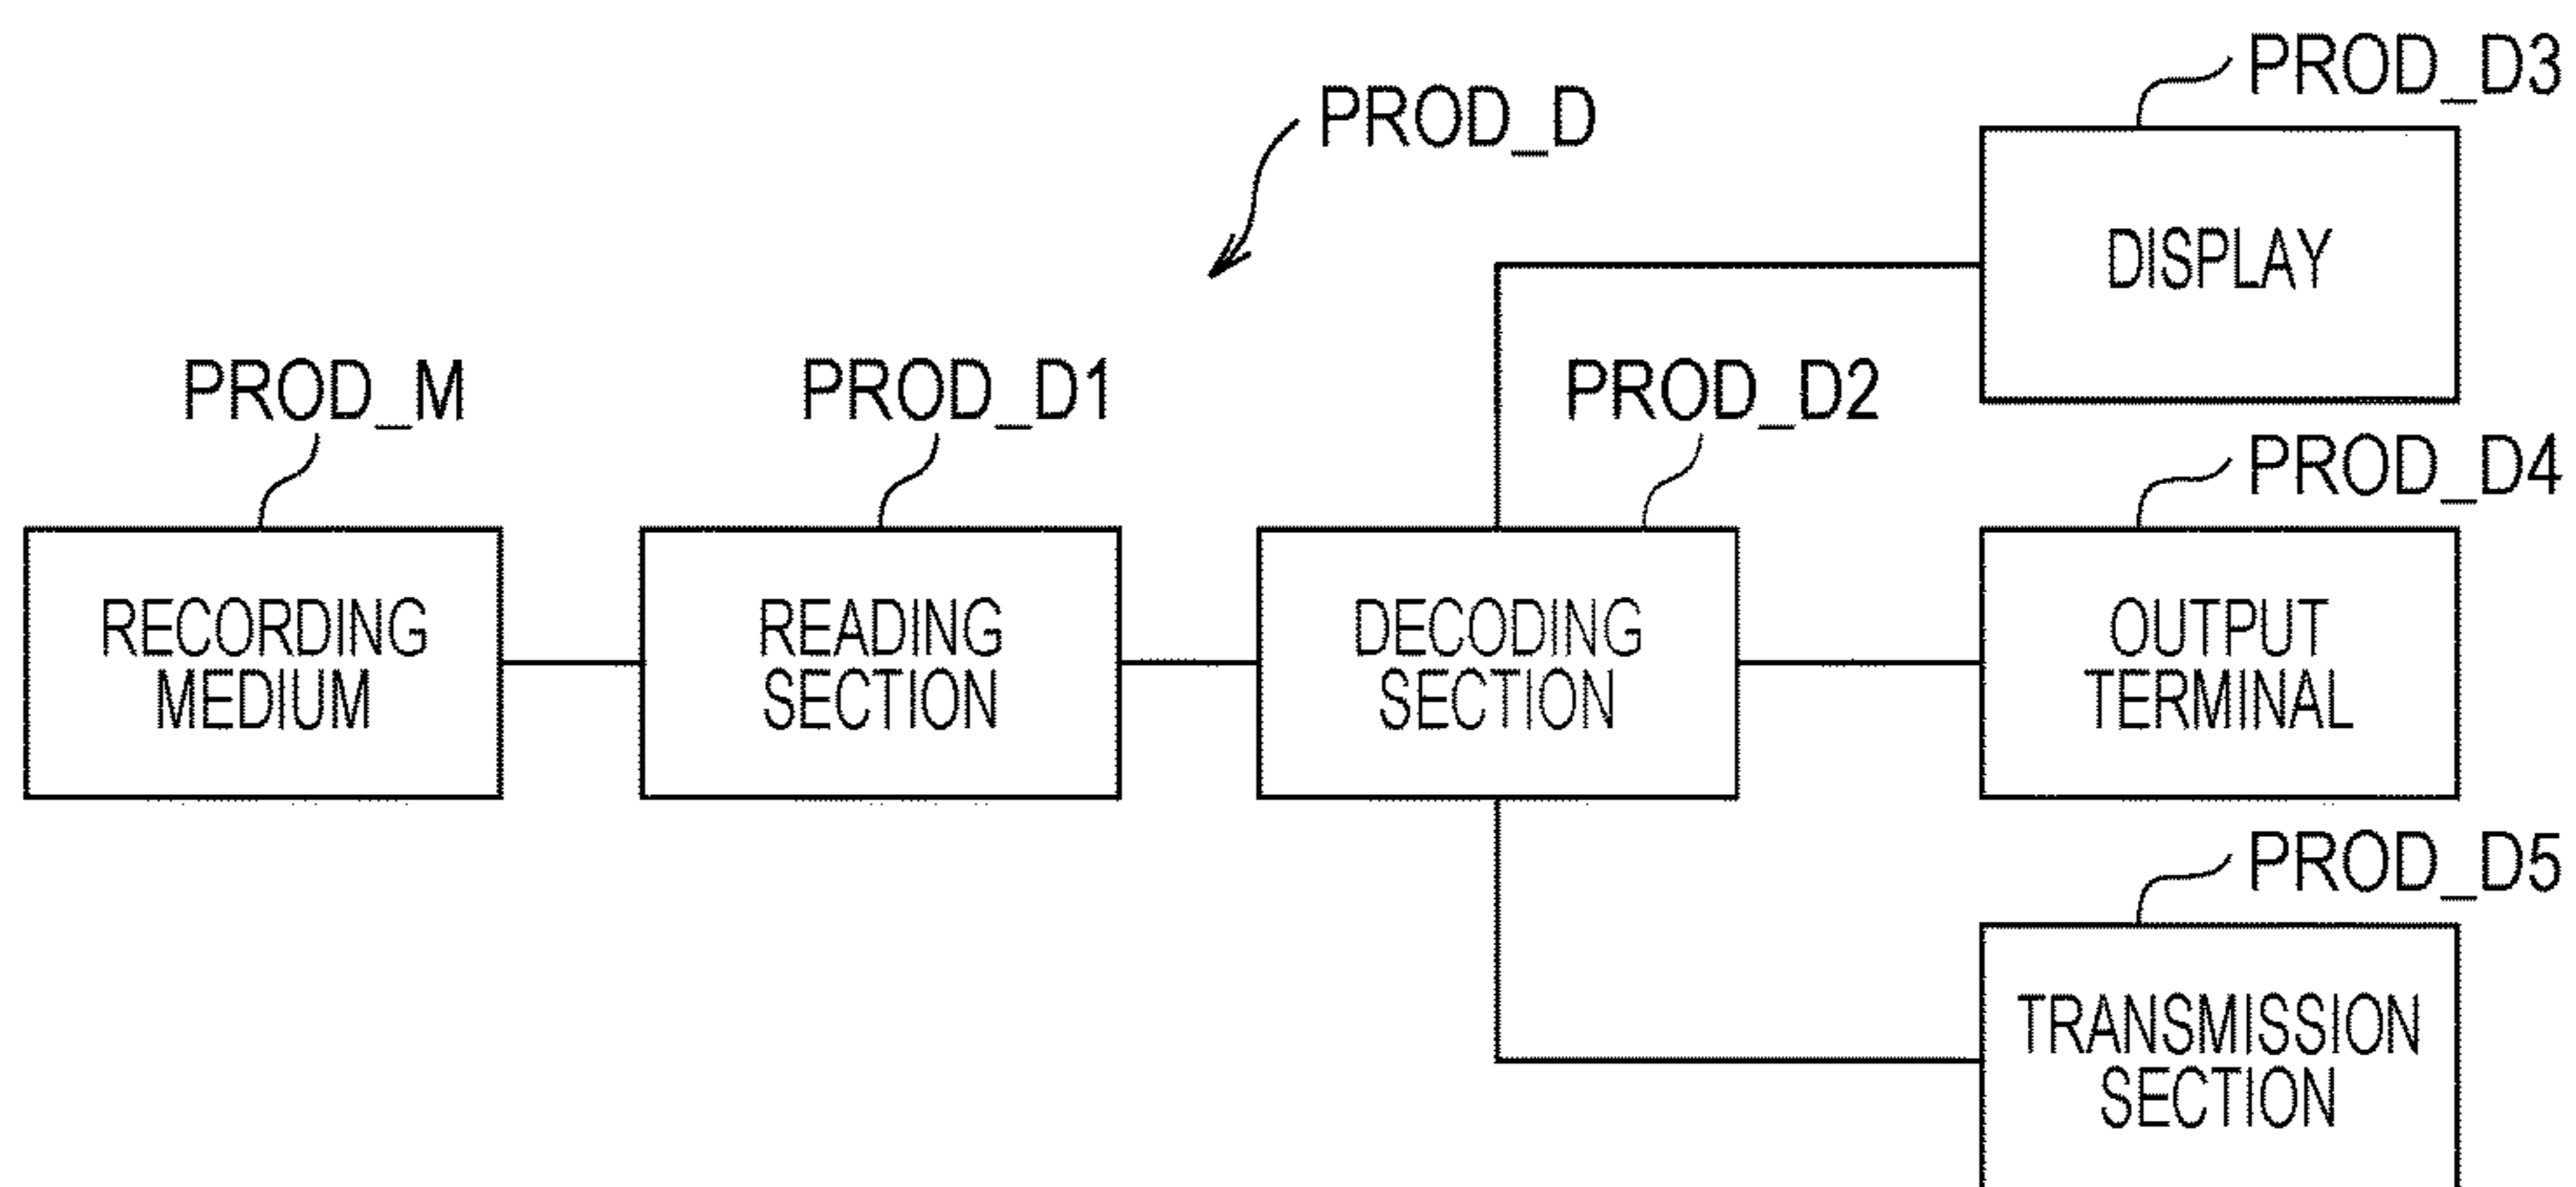 PROD_D3
PROD_D
DISPLAY
PROD_M
PROD_D1
PROD_D2
PROD_D4
RECORDING
MEDIUM
READING
SECTION
DECODING
SECTION
OUTPUT
TERMINAL
PROD_D5
TRANSMISSION
SECTION